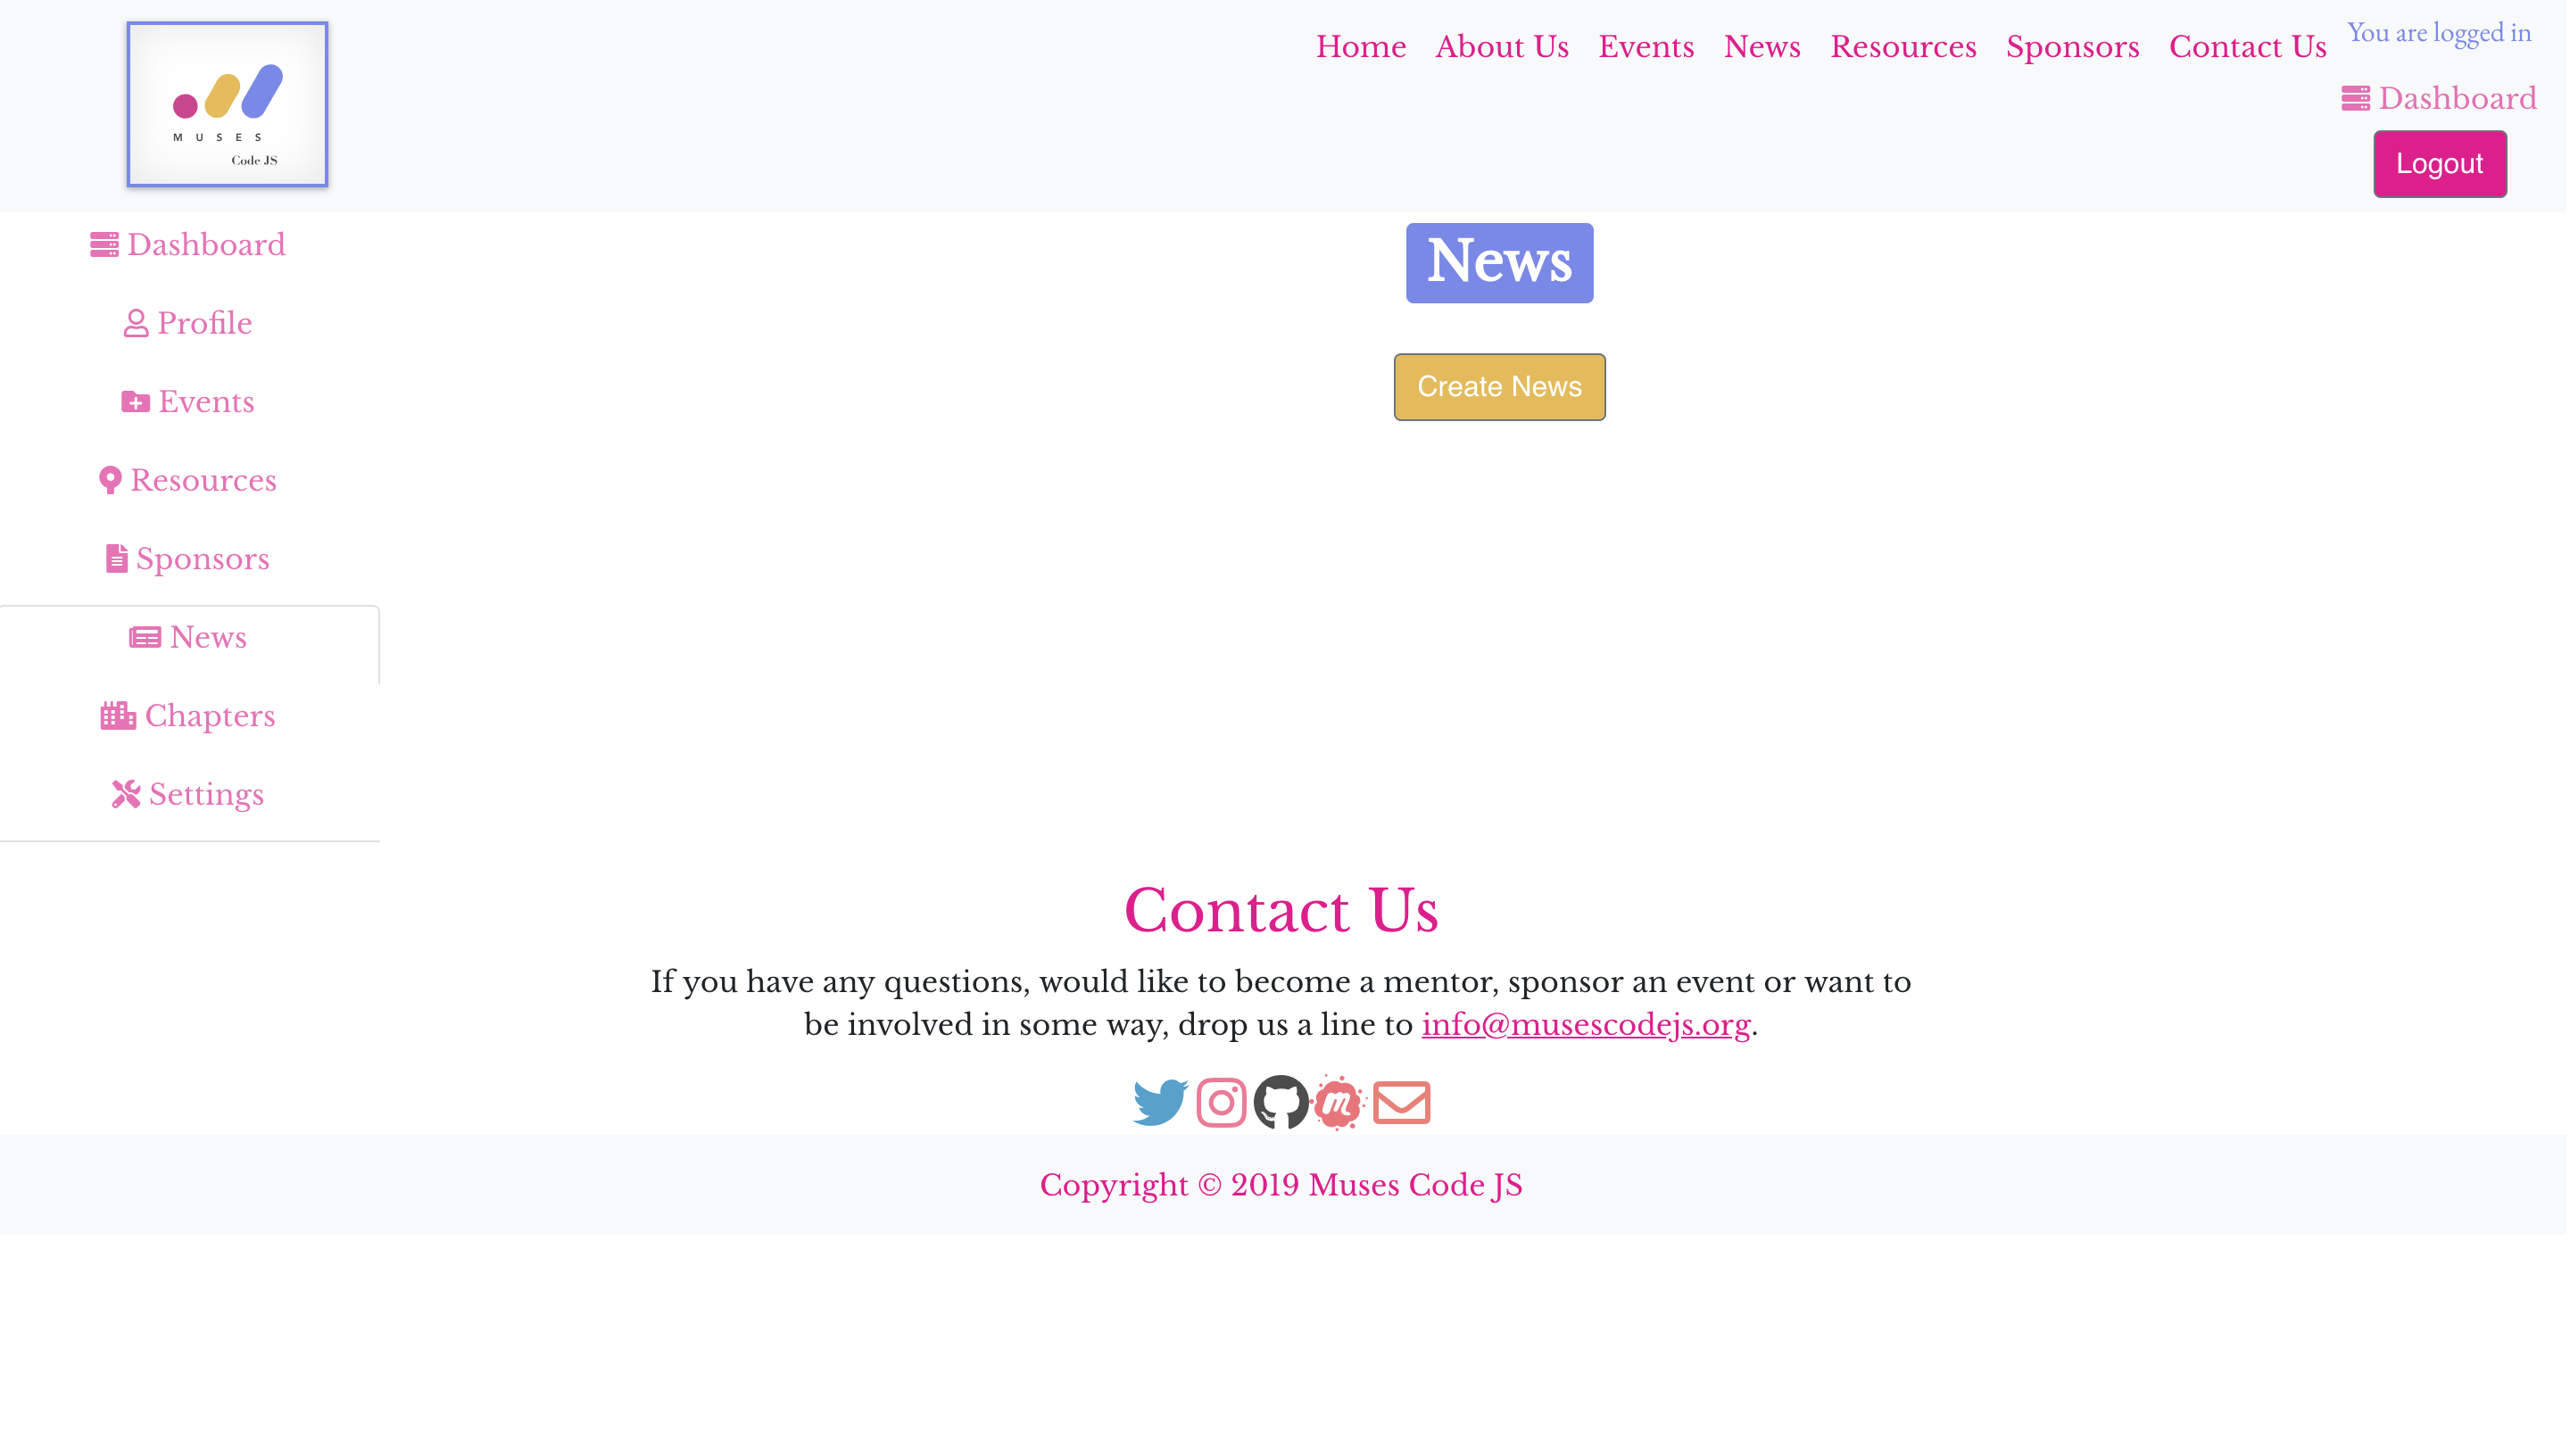 MUSES
Code JS
Home About Us Events News Resources Sponsors Contact Us
You are logged in
Dashboard
Logout
Dashboard
Profile
Events
Resources
Sponsors
News
Chapters
Settings
News
Create News
Contact Us
If you have any questions, would like to become a mentor, sponsor an event or want to
be involved in some way, drop us a line to info@musescodejs.org.
Copyright © 2019 Muses Code JS